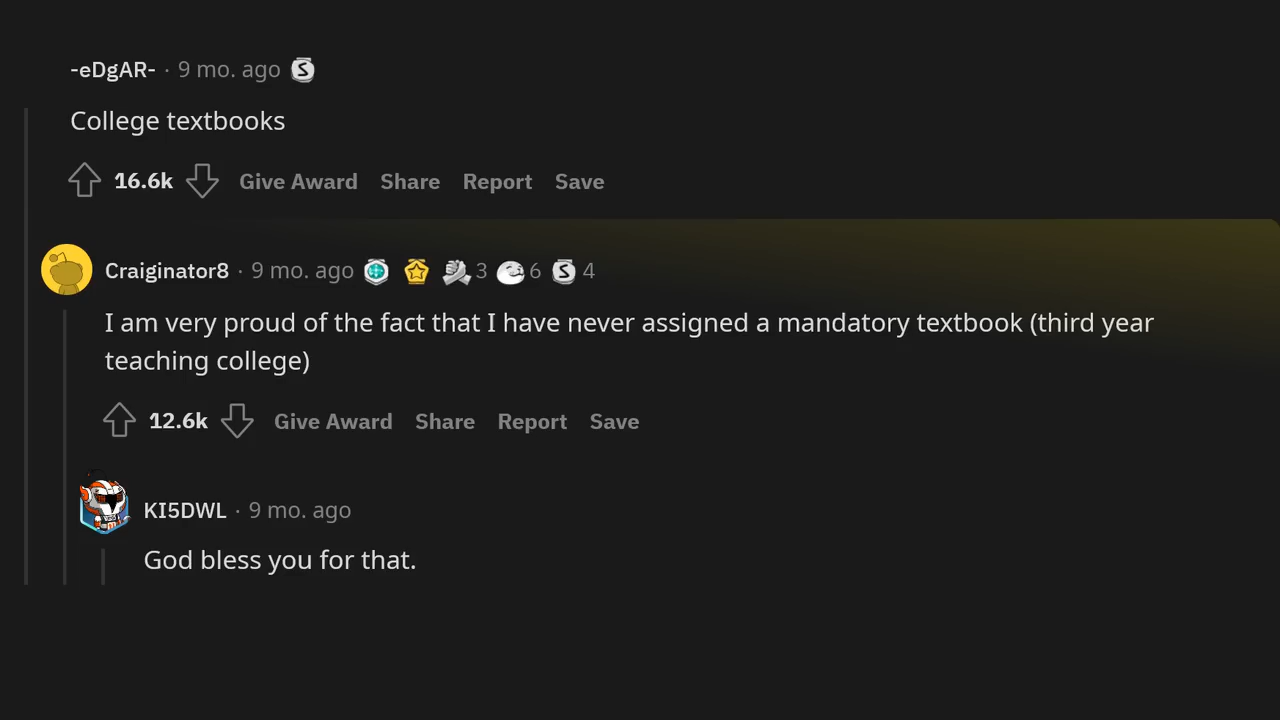 -eDgAR- · 9 mo. ago S
College textbooks
16.6k Give Award Share Report Save
Craiginator8 · 9 mo. ago 3 6 S 4
I am very proud of the fact that I have never assigned a mandatory textbook (third year
teaching college)
12.6k Give Award Share Report Save
KI5DWL · 9 mo. ago
God bless you for that.